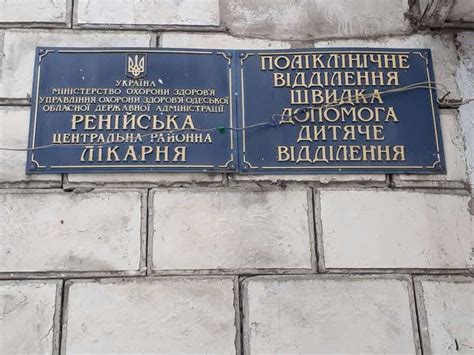 УКРАЇНА
МІНІСТЕРСТВО ОХОРОНИ ЗДОРОВ'Я
УПРАВЛІННЯ ОХОРОНИ ЗДОРОВ'Я ОДЕСЬКОЇ
ОБЛАСНОЇ ДЕРЖАВНОЇ АДМІНІСТРАЦІЇ
РЕНІЙСЬКА
ЦЕНТРАЛЬНА РАЙОННА
ЛІКАРНЯ
ПОЛІКЛІНІЧНЕ
ВІДДІЛЕННЯ
ШВИДКА
ДОПОМОГА
ДИТЯЧЕ
ВІДДІЛЕННЯ